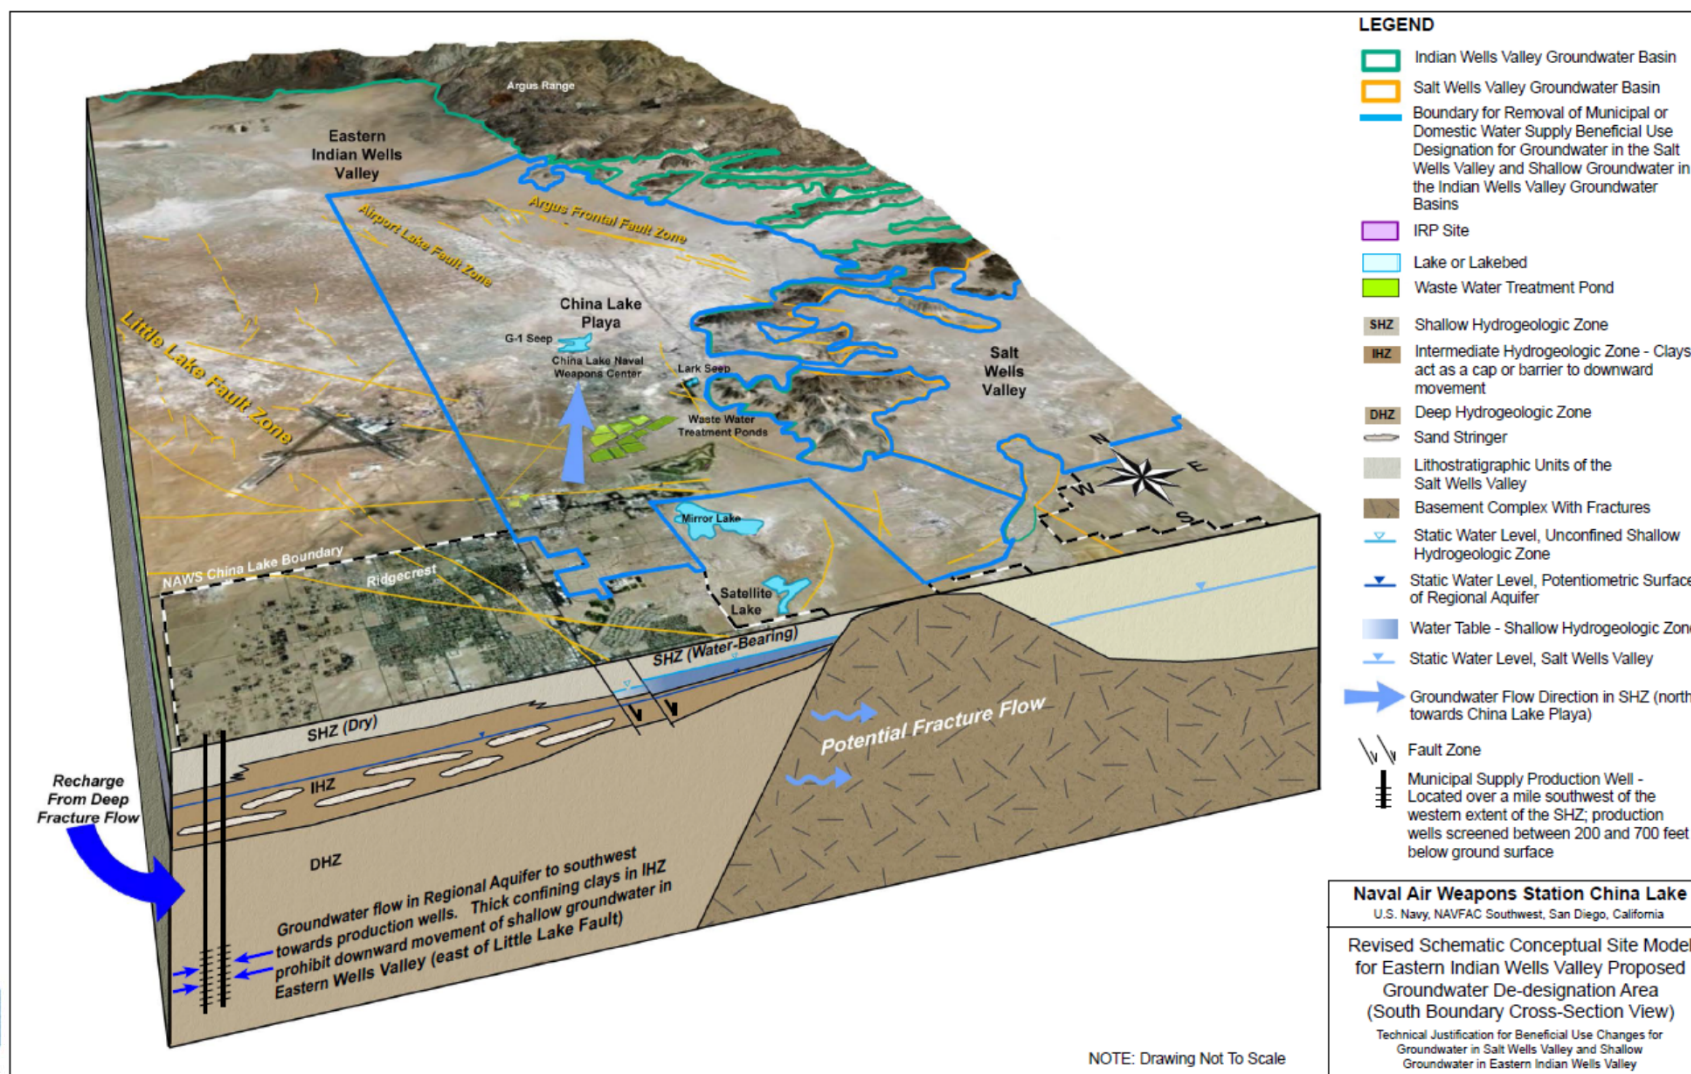 Argus Range
Eastern
Indian Wells
Valley
Argus Frontal Fault Zone
Airport Lake Fault Zone
China Lake
Playa
G-1 Seep
China Lake Naval
Weapons Center
Lark Seep
Salt
Wells
Valley
Little Lake Fault Zone
Waste Water
Treatment Ponds
N
E
W
S
Mirror Lake
NAWS China Lake Boundary
Ridgecrest
Satellite
Lake
SHZ (Water-Bearing)
SHZ (Dry)
Potential Fracture Flow
IHZ
Recharge
From Deep
Fracture Flow
DHZ
Groundwater flow in Regional Aquifer to southwest
towards production wells. Thick confining clays in IHZ
prohibit downward movement of shallow groundwater in
Eastern Wells Valley (east of Little Lake Fault)
NOTE: Drawing Not To Scale
LEGEND
Indian Wells Valley Groundwater Basin
Salt Wells Valley Groundwater Basin
Boundary for Removal of Municipal or
Domestic Water Supply Beneficial Use
Designation for Groundwater in the Salt
Wells Valley and Shallow Groundwater in
the Indian Wells Valley Groundwater
Basins
IRP Site
Lake or Lakebed
Waste Water Treatment Pond
SHZ Shallow Hydrogeologic Zone
IHZ Intermediate Hydrogeologic Zone - Clays
act as a cap or barrier to downward
movement
DHZ Deep Hydrogeologic Zone
Sand Stringer
Lithostratigraphic Units of the
Salt Wells Valley
Basement Complex With Fractures
Static Water Level, Unconfined Shallow
Hydrogeologic Zone
Static Water Level, Potentiometric Surface
of Regional Aquifer
Water Table - Shallow Hydrogeologic Zone
Static Water Level, Salt Wells Valley
Groundwater Flow Direction in SHZ (north
towards China Lake Playa)
Fault Zone
Municipal Supply Production Well -
Located over a mile southwest of the
western extent of the SHZ; production
wells screened between 200 and 700 feet
below ground surface
Naval Air Weapons Station China Lake
U.S. Navy, NAVFAC Southwest, San Diego, California
Revised Schematic Conceptual Site Model
for Eastern Indian Wells Valley Proposed
Groundwater De-designation Area
(South Boundary Cross-Section View)
Technical Justification for Beneficial Use Changes for
Groundwater in Salt Wells Valley and Shallow
Groundwater in Eastern Indian Wells Valley